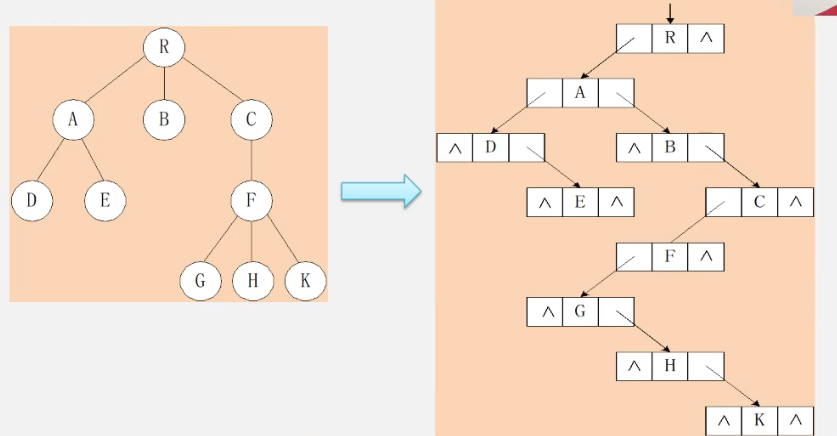 R
A B C
D E F
G H K
R ∧
A
∧ D
∧ B
∧ E ∧
C ∧
F ∧
∧ G
∧ H
∧ K ∧